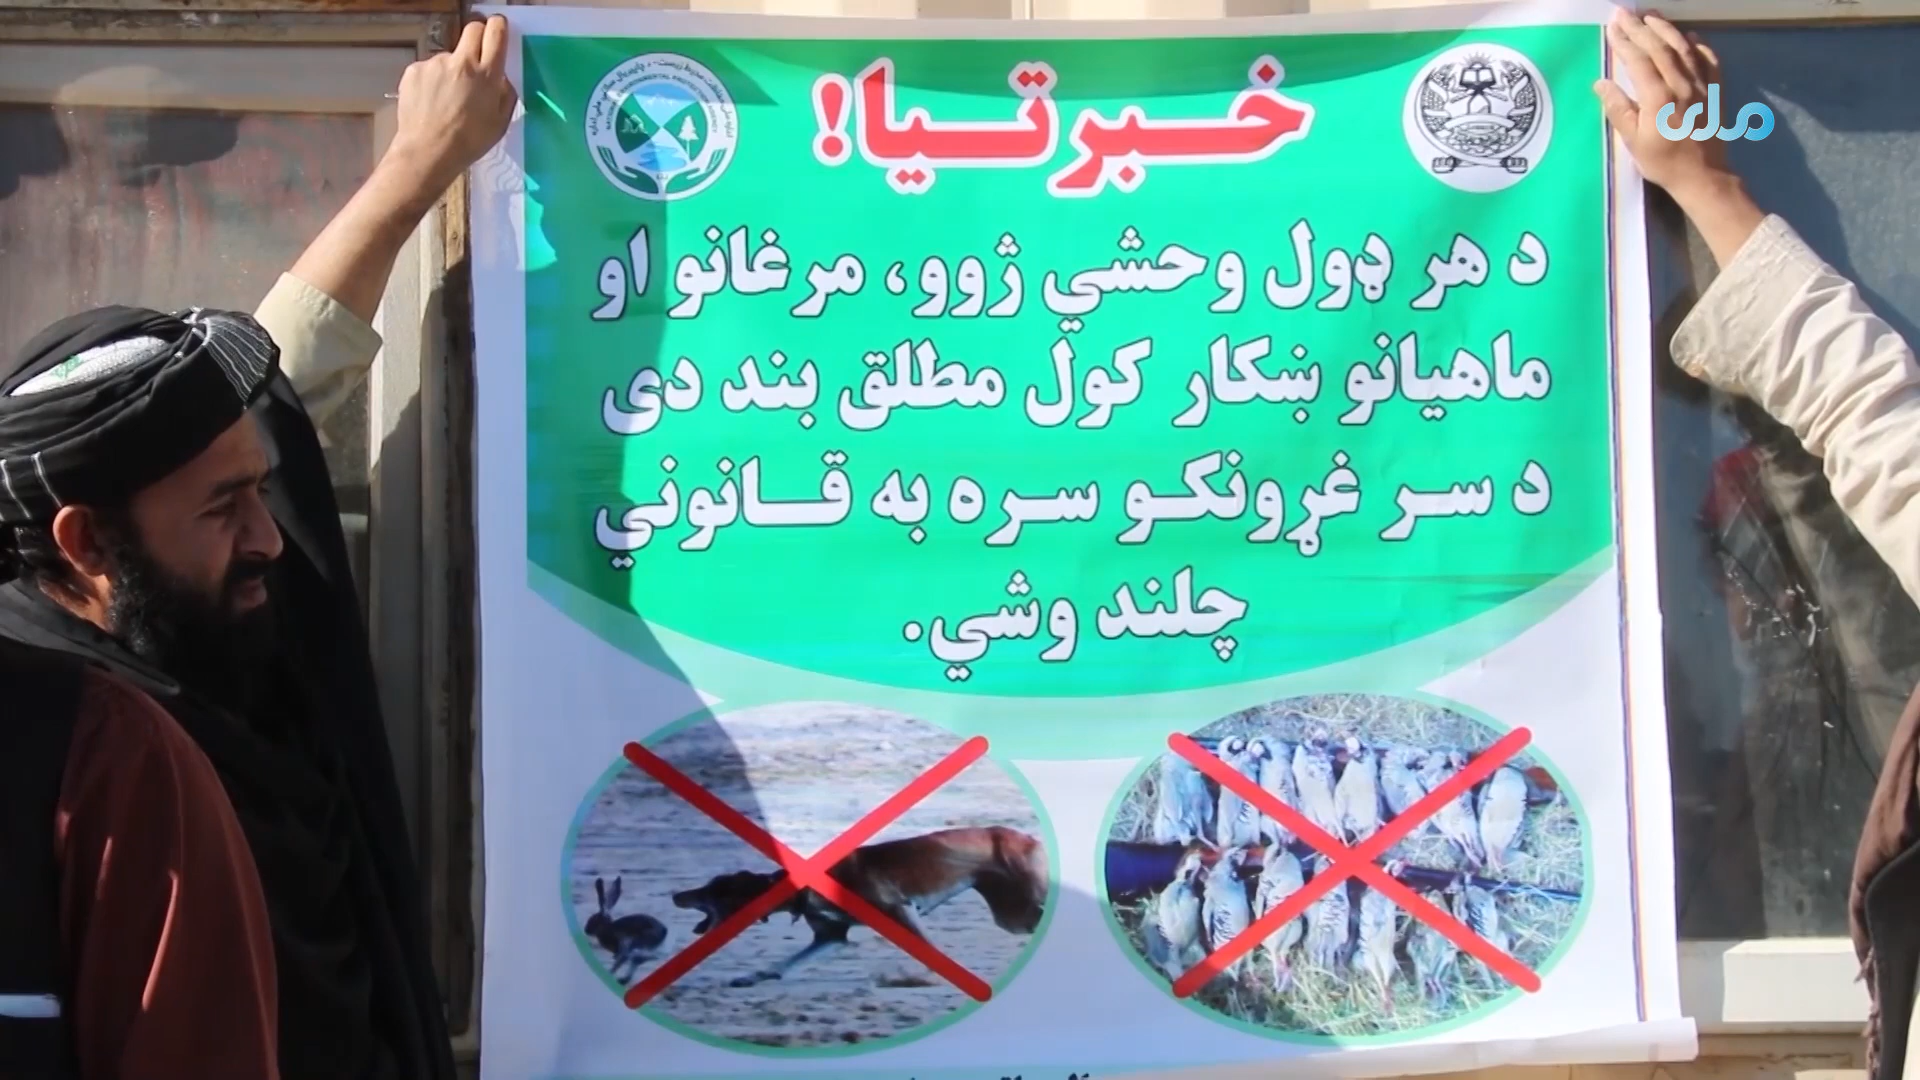 خبرتیا!
ملی
د هر ډول وحشي ژوو، مرغانو او
ماهیانو ښکار کول مطلق بند دی
د سر غړونکو سره به قانوني
چلند وشي.